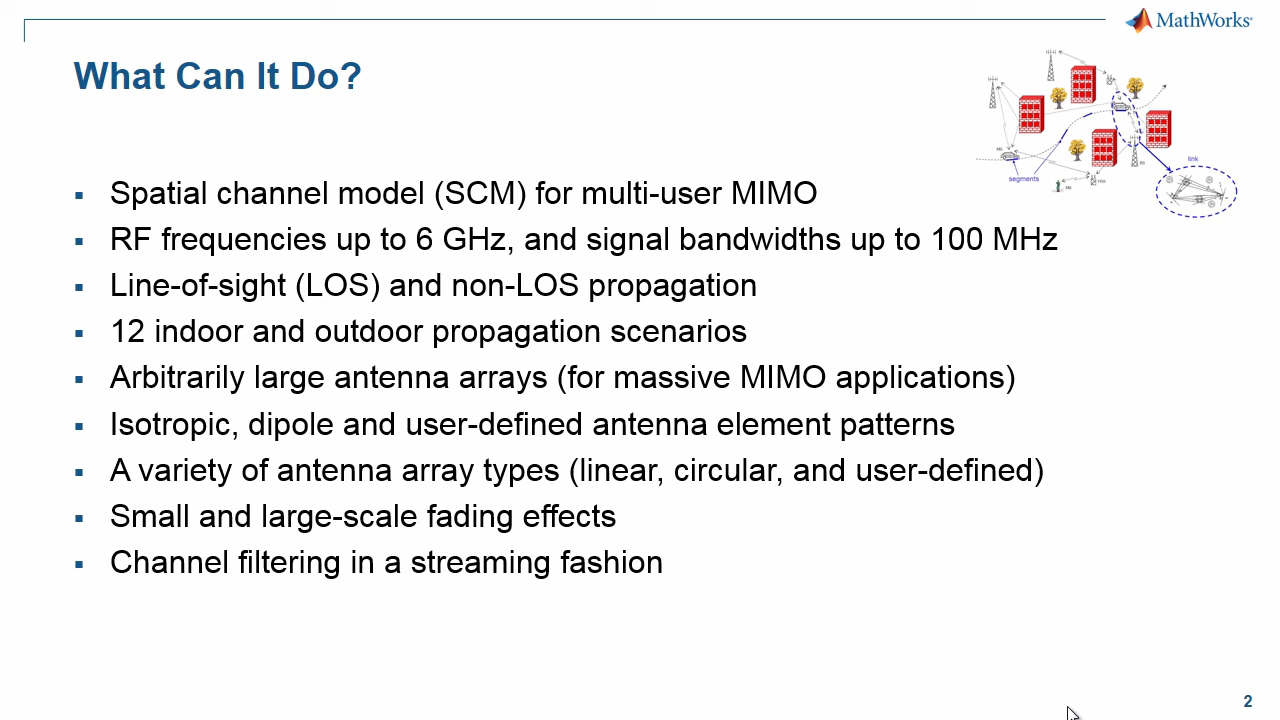 MathWorks®
What Can It Do?
link
segments
▪ Spatial channel model (SCM) for multi-user MIMO
▪ RF frequencies up to 6 GHz, and signal bandwidths up to 100 MHz
▪ Line-of-sight (LOS) and non-LOS propagation
▪ 12 indoor and outdoor propagation scenarios
▪ Arbitrarily large antenna arrays (for massive MIMO applications)
▪ Isotropic, dipole and user-defined antenna element patterns
▪ A variety of antenna array types (linear, circular, and user-defined)
▪ Small and large-scale fading effects
▪ Channel filtering in a streaming fashion
2